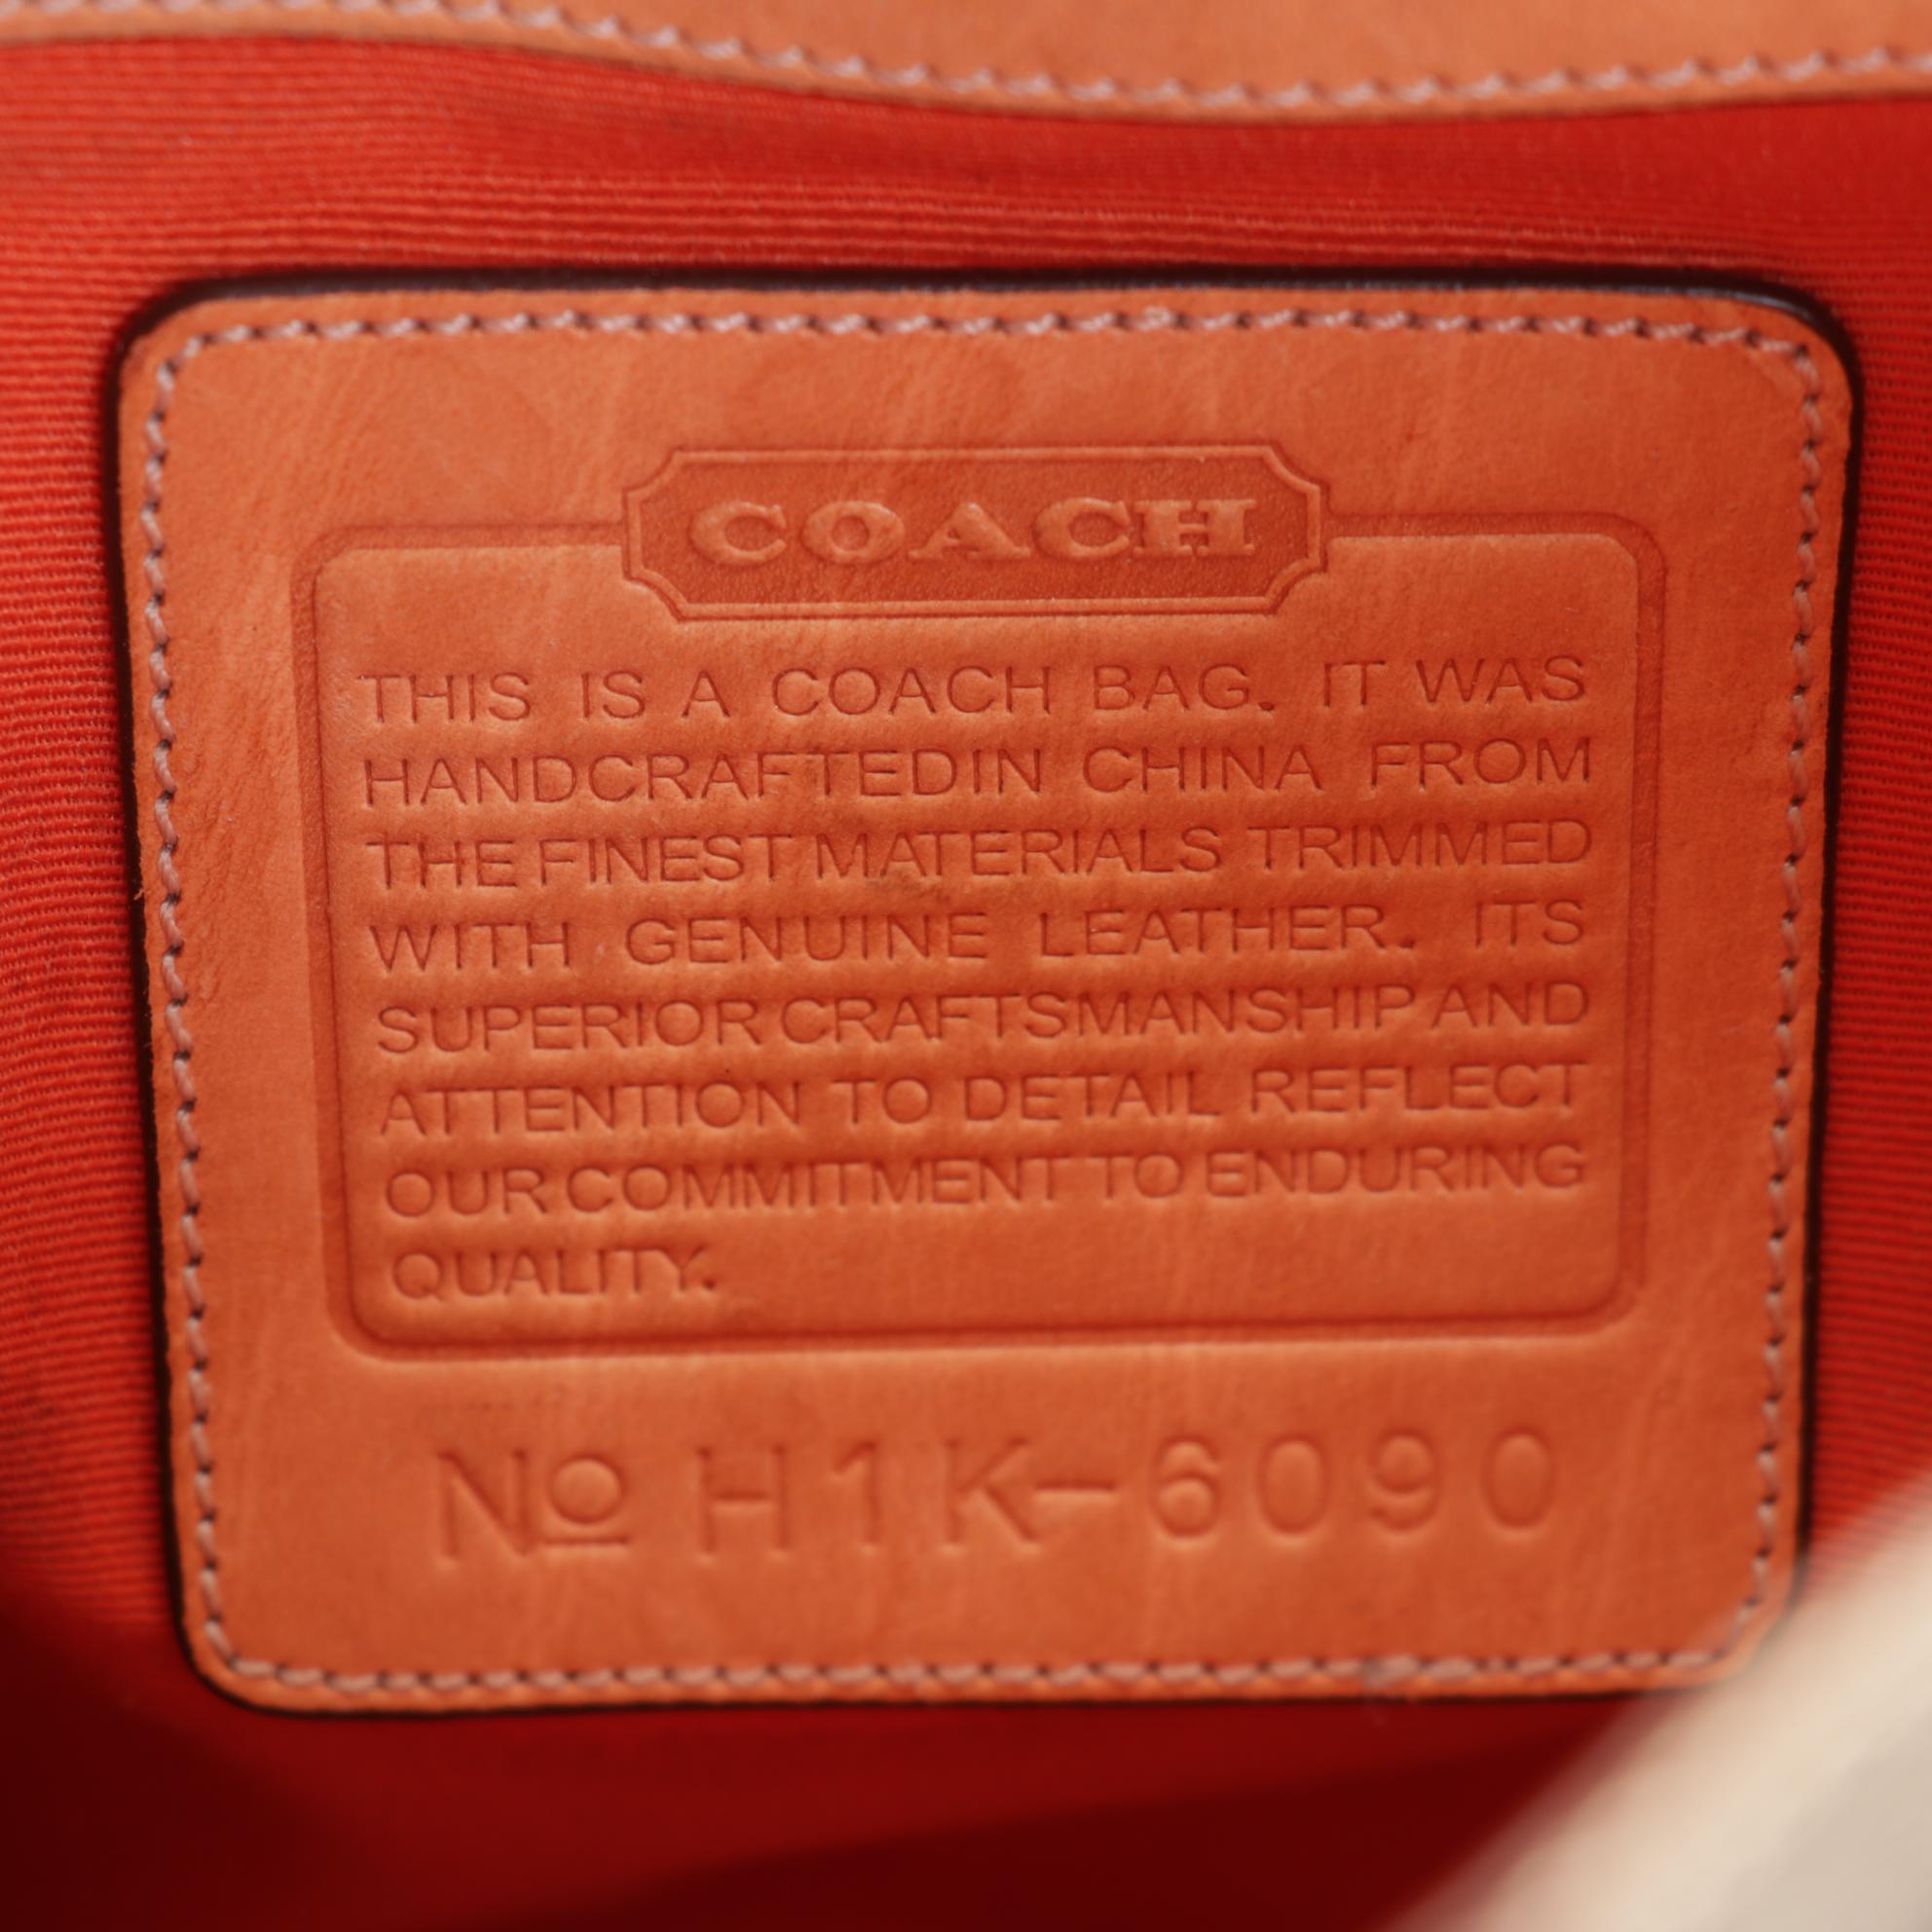 COACH
THIS IS A COACH BAG. IT WAS
HANDCRAFTEDIN CHINA FROM
THE FINEST MATERIALS TRIMMED
WITH GENUINE LEATHER. ITS
SUPERIOR CRAFTSMANSHIP AND
ATTENTION TO DETAIL REFLECT
OUR COMMITMENT TO ENDURING
QUALITY.
Nº H1K-6090